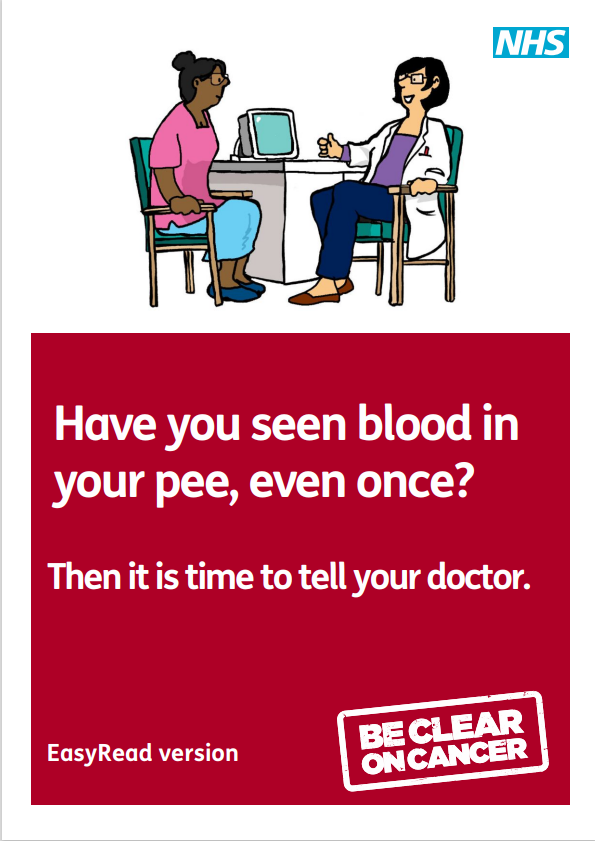 NHS
Have you seen blood in
your pee, even once?
Then it is time to tell your doctor.
EasyRead version
BE CLEAR
ON CANCER